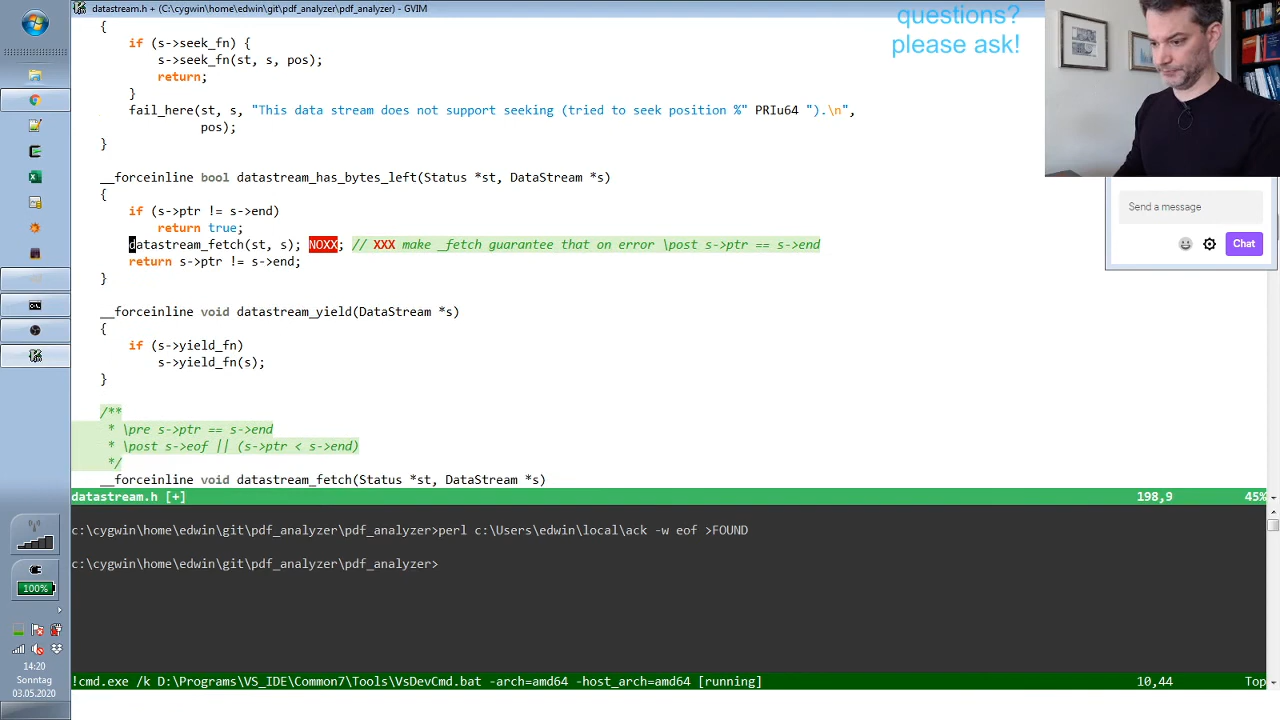 datastream.h + (C:\cygwin\home\edwin\git\pdf_analyzer\pdf_analyzer) - GVIM
questions?
please ask!
{
if (s->seek_fn) {
s->seek_fn(st, s, pos);
return;
}
fail_here(st, s, "This data stream does not support seeking (tried to seek position %" PRIu64 ").\n",
pos);
}
__forceinline bool datastream_has_bytes_left(Status *st, DataStream *s)
{
if (s->ptr != s->end)
return true;
datastream_fetch(st, s); NOXX; // XXX make _fetch guarantee that on error \post s->ptr == s->end
return s->ptr != s->end;
}
__forceinline void datastream_yield(DataStream *s)
{
if (s->yield_fn)
s->yield_fn(s);
}
/**
* \pre s->ptr == s->end
* \post s->eof || (s->ptr < s->end)
*/
__forceinline void datastream_fetch(Status *st, DataStream *s)
datastream.h [+] 198,9 45%
c:\cygwin\home\edwin\git\pdf_analyzer\pdf_analyzer>perl c:\Users\edwin\local\ack -w eof >FOUND
c:\cygwin\home\edwin\git\pdf_analyzer\pdf_analyzer>
!cmd.exe /k D:\Programs\VS_IDE\Common7\Tools\VsDevCmd.bat -arch=amd64 -host_arch=amd64 [running] 10,44 Top
Send a message
Chat
100%
14:20
Sonntag
03.05.2020